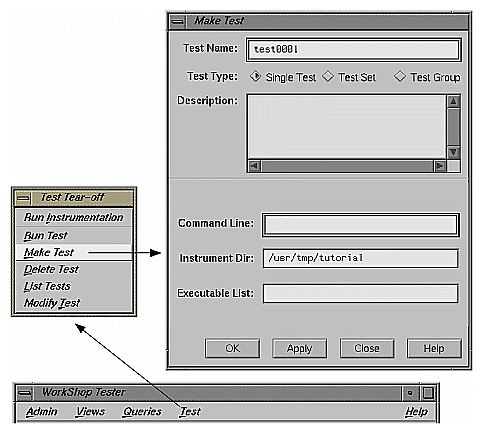 Make Test
Test Name: test0001
Test Type: Single Test Test Set Test Group
Description:
Command Line:
Instrument Dir: /usr/tmp/tutorial
Executable List:
OK Apply Close Help
Test Tear-off
Run Instrumentation
Run Test
Make Test
Delete Test
List Tests
Modify Test
WorkShop Tester
Admin Views Queries Test Help